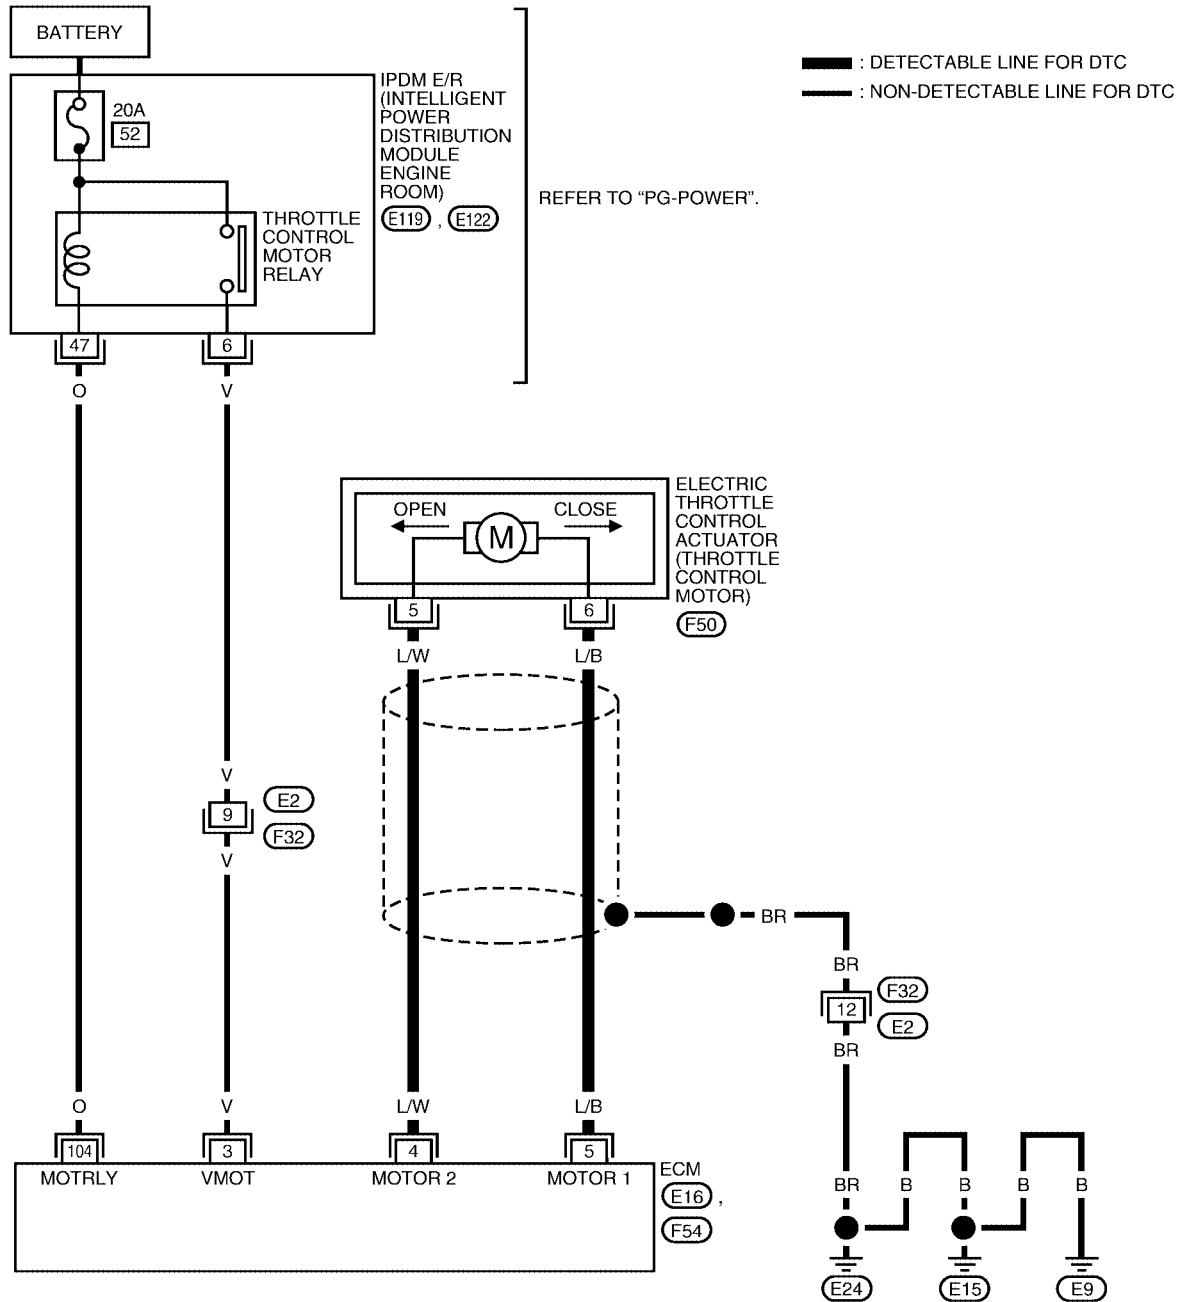 BATTERY
: DETECTABLE LINE FOR DTC
: NON-DETECTABLE LINE FOR DTC
20A
52
IPDM E/R
(INTELLIGENT
POWER
DISTRIBUTION
MODULE
ENGINE
ROOM)
E119 , E122
REFER TO “PG-POWER”.
THROTTLE
CONTROL
MOTOR
RELAY
47 6
O V
OPEN CLOSE
M
ELECTRIC
THROTTLE
CONTROL
ACTUATOR
(THROTTLE
CONTROL
MOTOR)
F50
5 6
L/W L/B
V
9
E2
F32
V
BR
BR
12
F32
E2
BR
O V L/W L/B
104 3 4 5
MOTRLY VMOT MOTOR 2 MOTOR 1
ECM
E16 ,
F54
BR B B B B
E24 E15 E9